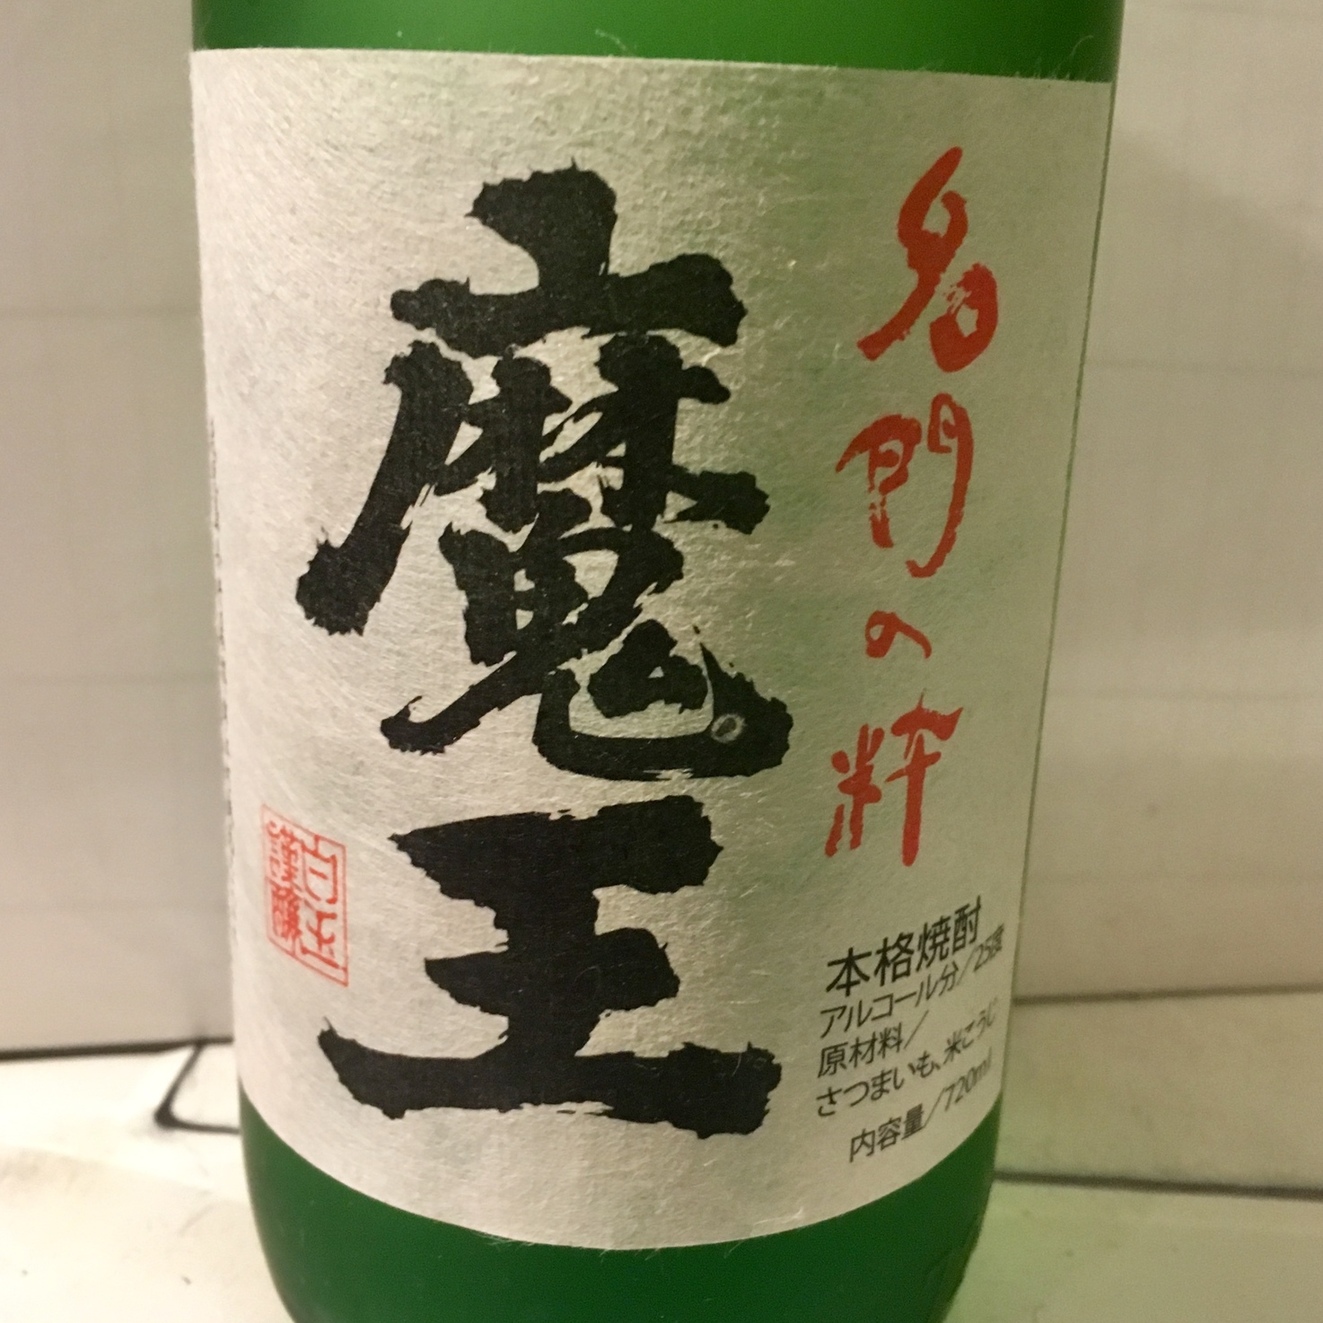 名門の粋
魔王
本格焼酎
アルコール分/25度
原材料/
さつまいも、米こうじ
内容量/720ml
白玉
謹醸